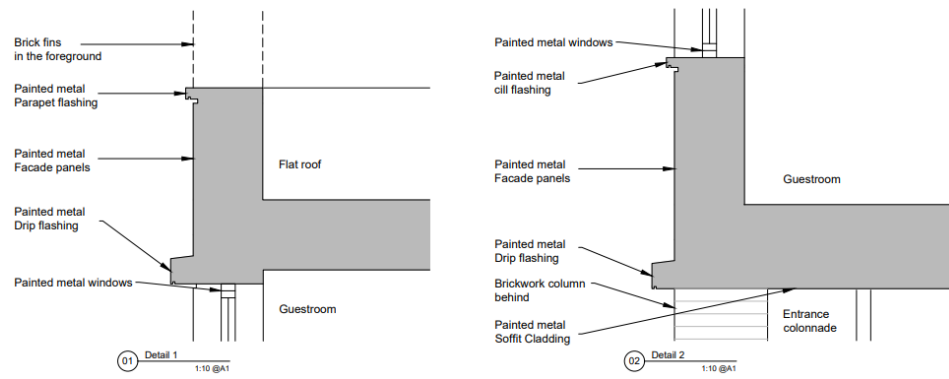 Brick fins
in the foreground
Painted metal
Parapet flashing
Painted metal
Facade panels
Flat roof
Painted metal
Drip flashing
Painted metal windows
Guestroom
01
Detail 1
1:10 @A1
Painted metal windows
Painted metal
cill flashing
Painted metal
Facade panels
Guestroom
Painted metal
Drip flashing
Brickwork column
behind
Entrance
colonnade
Painted metal
Soffit Cladding
02
Detail 2
1:10 @A1